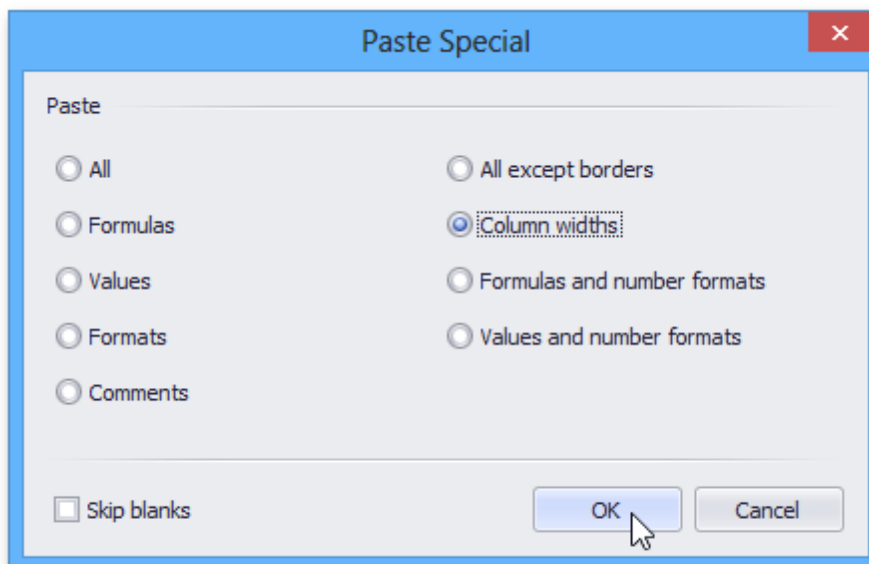 Paste Special
Paste
All
All except borders
Formulas
Column widths
Values
Formulas and number formats
Formats
Values and number formats
Comments
Skip blanks
OK
Cancel